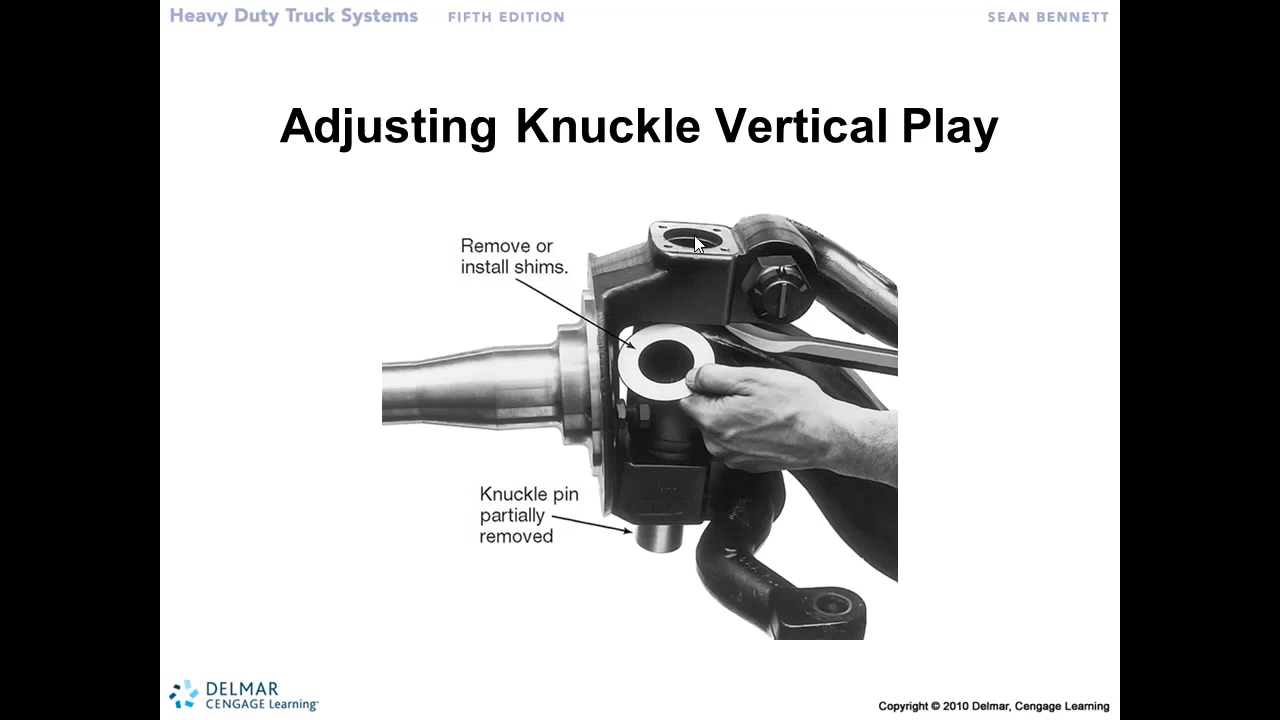 Heavy Duty Truck Systems FIFTH EDITION SEAN BENNETT
Adjusting Knuckle Vertical Play
Remove or
install shims.
Knuckle pin
partially
removed
DELMAR
CENGAGE Learning
Copyright © 2010 Delmar, Cengage Learning